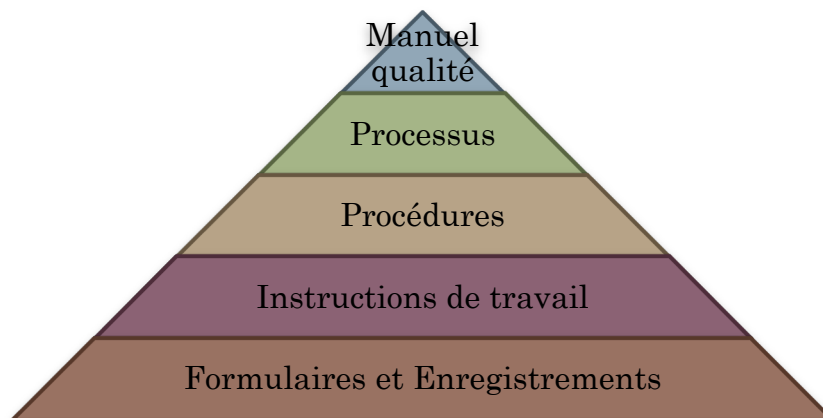 Manuel
qualité
Processus
Procédures
Instructions de travail
Formulaires et Enregistrements